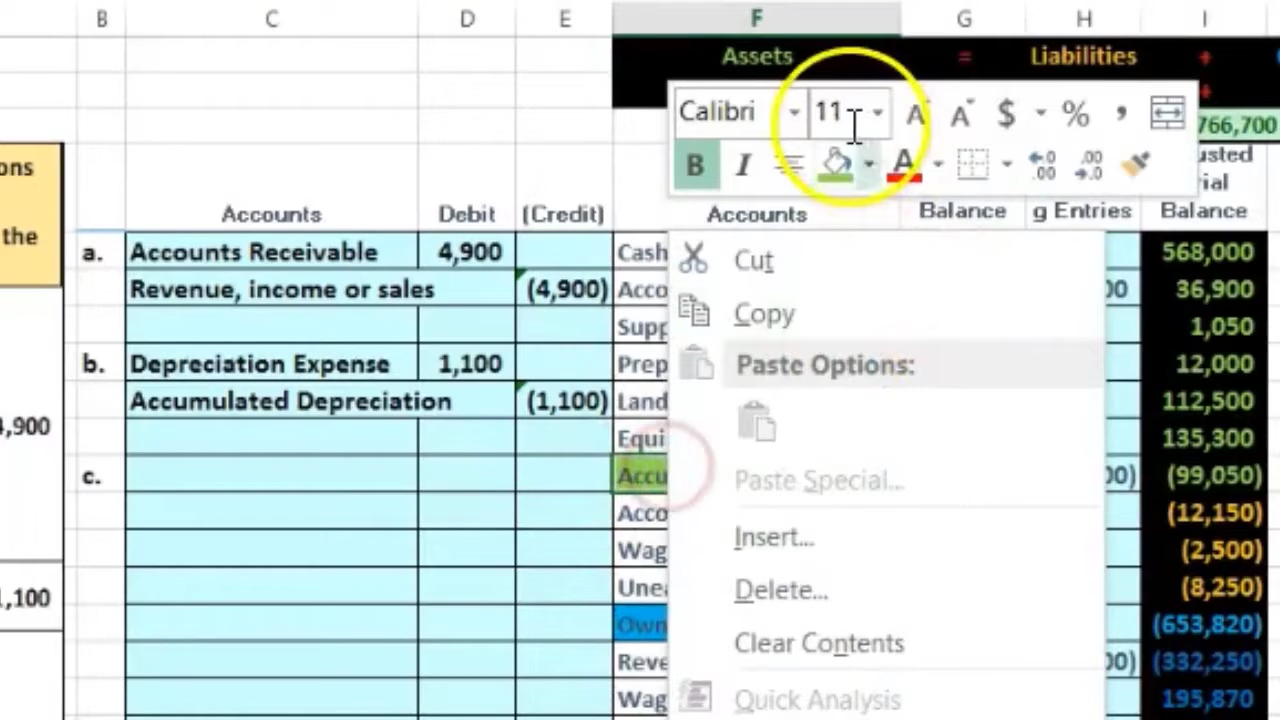 B C D E F G H I
Assets = Liabilities +
+
Calibri 11 A A $ % ,
766,700
B I A .00 .00
ons
the
Accounts Debit (Credit) Accounts Balance g Entries Balance
a. Accounts Receivable 4,900 Cash 568,000
Revenue, income or sales (4,900) Acco 00 36,900
Supp 1,050
b. Depreciation Expense 1,100 Prep 12,000
Accumulated Depreciation (1,100) Land 112,500
4,900 Equi 135,300
c. Accu 00) (99,050)
Acco (12,150)
Wag (2,500)
1,100 Unea (8,250)
Own (653,820)
Reve 00) (332,250)
Wag 195,870
Cut
Copy
Paste Options:
Paste Special...
Insert...
Delete...
Clear Contents
Quick Analysis